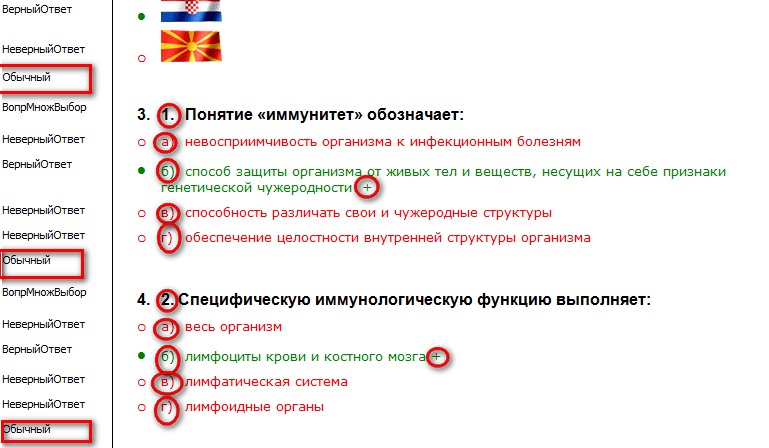 ВерныйОтвет
НеверныйОтвет
Обычный
ВопрМножВыбор
3. 1. Понятие «иммунитет» обозначает:
НеверныйОтвет
а) невосприимчивость организма к инфекционным болезням
ВерныйОтвет
б) способ защиты организма от живых тел и веществ, несущих на себе признаки
генетической чужеродности +
НеверныйОтвет
в) способность различать свои и чужеродные структуры
НеверныйОтвет
г) обеспечение целостности внутренней структуры организма
Обычный
ВопрМножВыбор
4. 2. Специфическую иммунологическую функцию выполняет:
НеверныйОтвет
а) весь организм
ВерныйОтвет
б) лимфоциты крови и костного мозга +
НеверныйОтвет
в) лимфатическая система
НеверныйОтвет
г) лимфоидные органы
Обычный